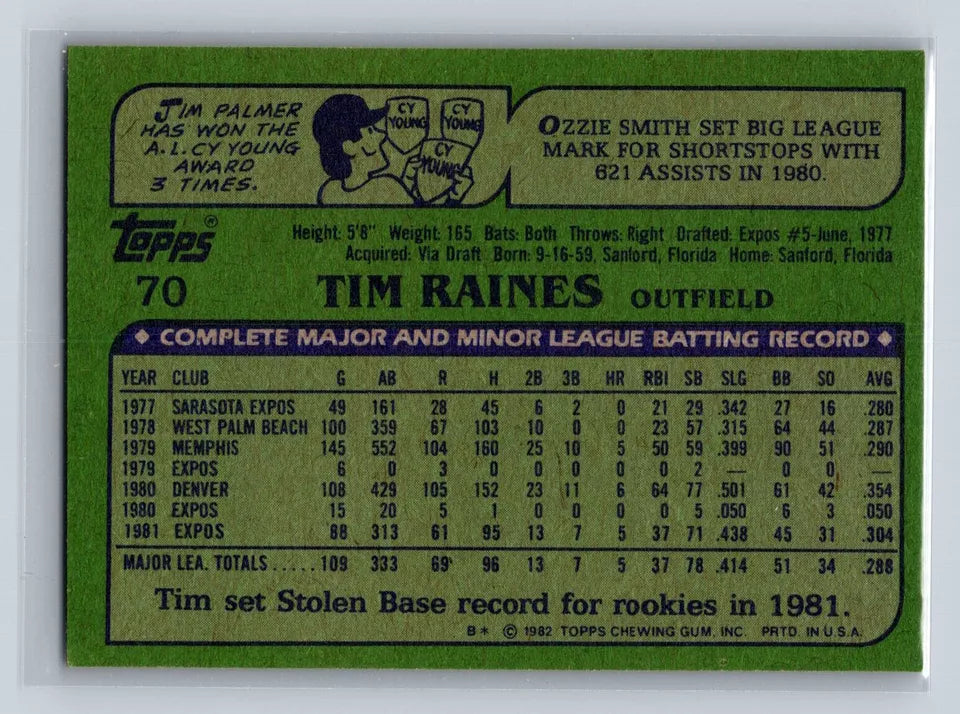 JIM PALMER
HAS WON THE
A.L. CY YOUNG
AWARD
3 TIMES.
CY
YOUNG
CY
YOUNG
CY
YOUNG
OZZIE SMITH SET BIG LEAGUE
MARK FOR SHORTSTOPS WITH
621 ASSISTS IN 1980.
Topps®
Height: 5'8" Weight: 165 Bats: Both Throws: Right Drafted: Expos #5-June, 1977
Acquired: Via Draft Born: 9-16-59, Sanford, Florida Home: Sanford, Florida
70 TIM RAINES OUTFIELD
◆ COMPLETE MAJOR AND MINOR LEAGUE BATTING RECORD ◆
YEAR CLUB G AB R H 2B 3B HR RBI SB SLG BB SO AVG
1977 SARASOTA EXPOS 49 161 28 45 6 2 0 21 29 .342 27 16 .280
1978 WEST PALM BEACH 100 359 67 103 10 0 0 23 57 .315 64 44 .287
1979 MEMPHIS 145 552 104 160 25 10 5 50 59 .399 90 51 .290
1979 EXPOS 6 0 3 0 0 0 0 0 2 — 0 0 —
1980 DENVER 108 429 105 152 23 11 6 64 77 .501 61 42 .354
1980 EXPOS 15 20 5 1 0 0 0 0 5 .050 6 3 .050
1981 EXPOS 88 313 61 95 13 7 5 37 71 .438 45 31 .304
MAJOR LEA. TOTALS.....109 333 69 96 13 7 5 37 78 .414 51 34 .288
Tim set Stolen Base record for rookies in 1981.
B* © 1982 TOPPS CHEWING GUM, INC. PRTD. IN U.S.A.